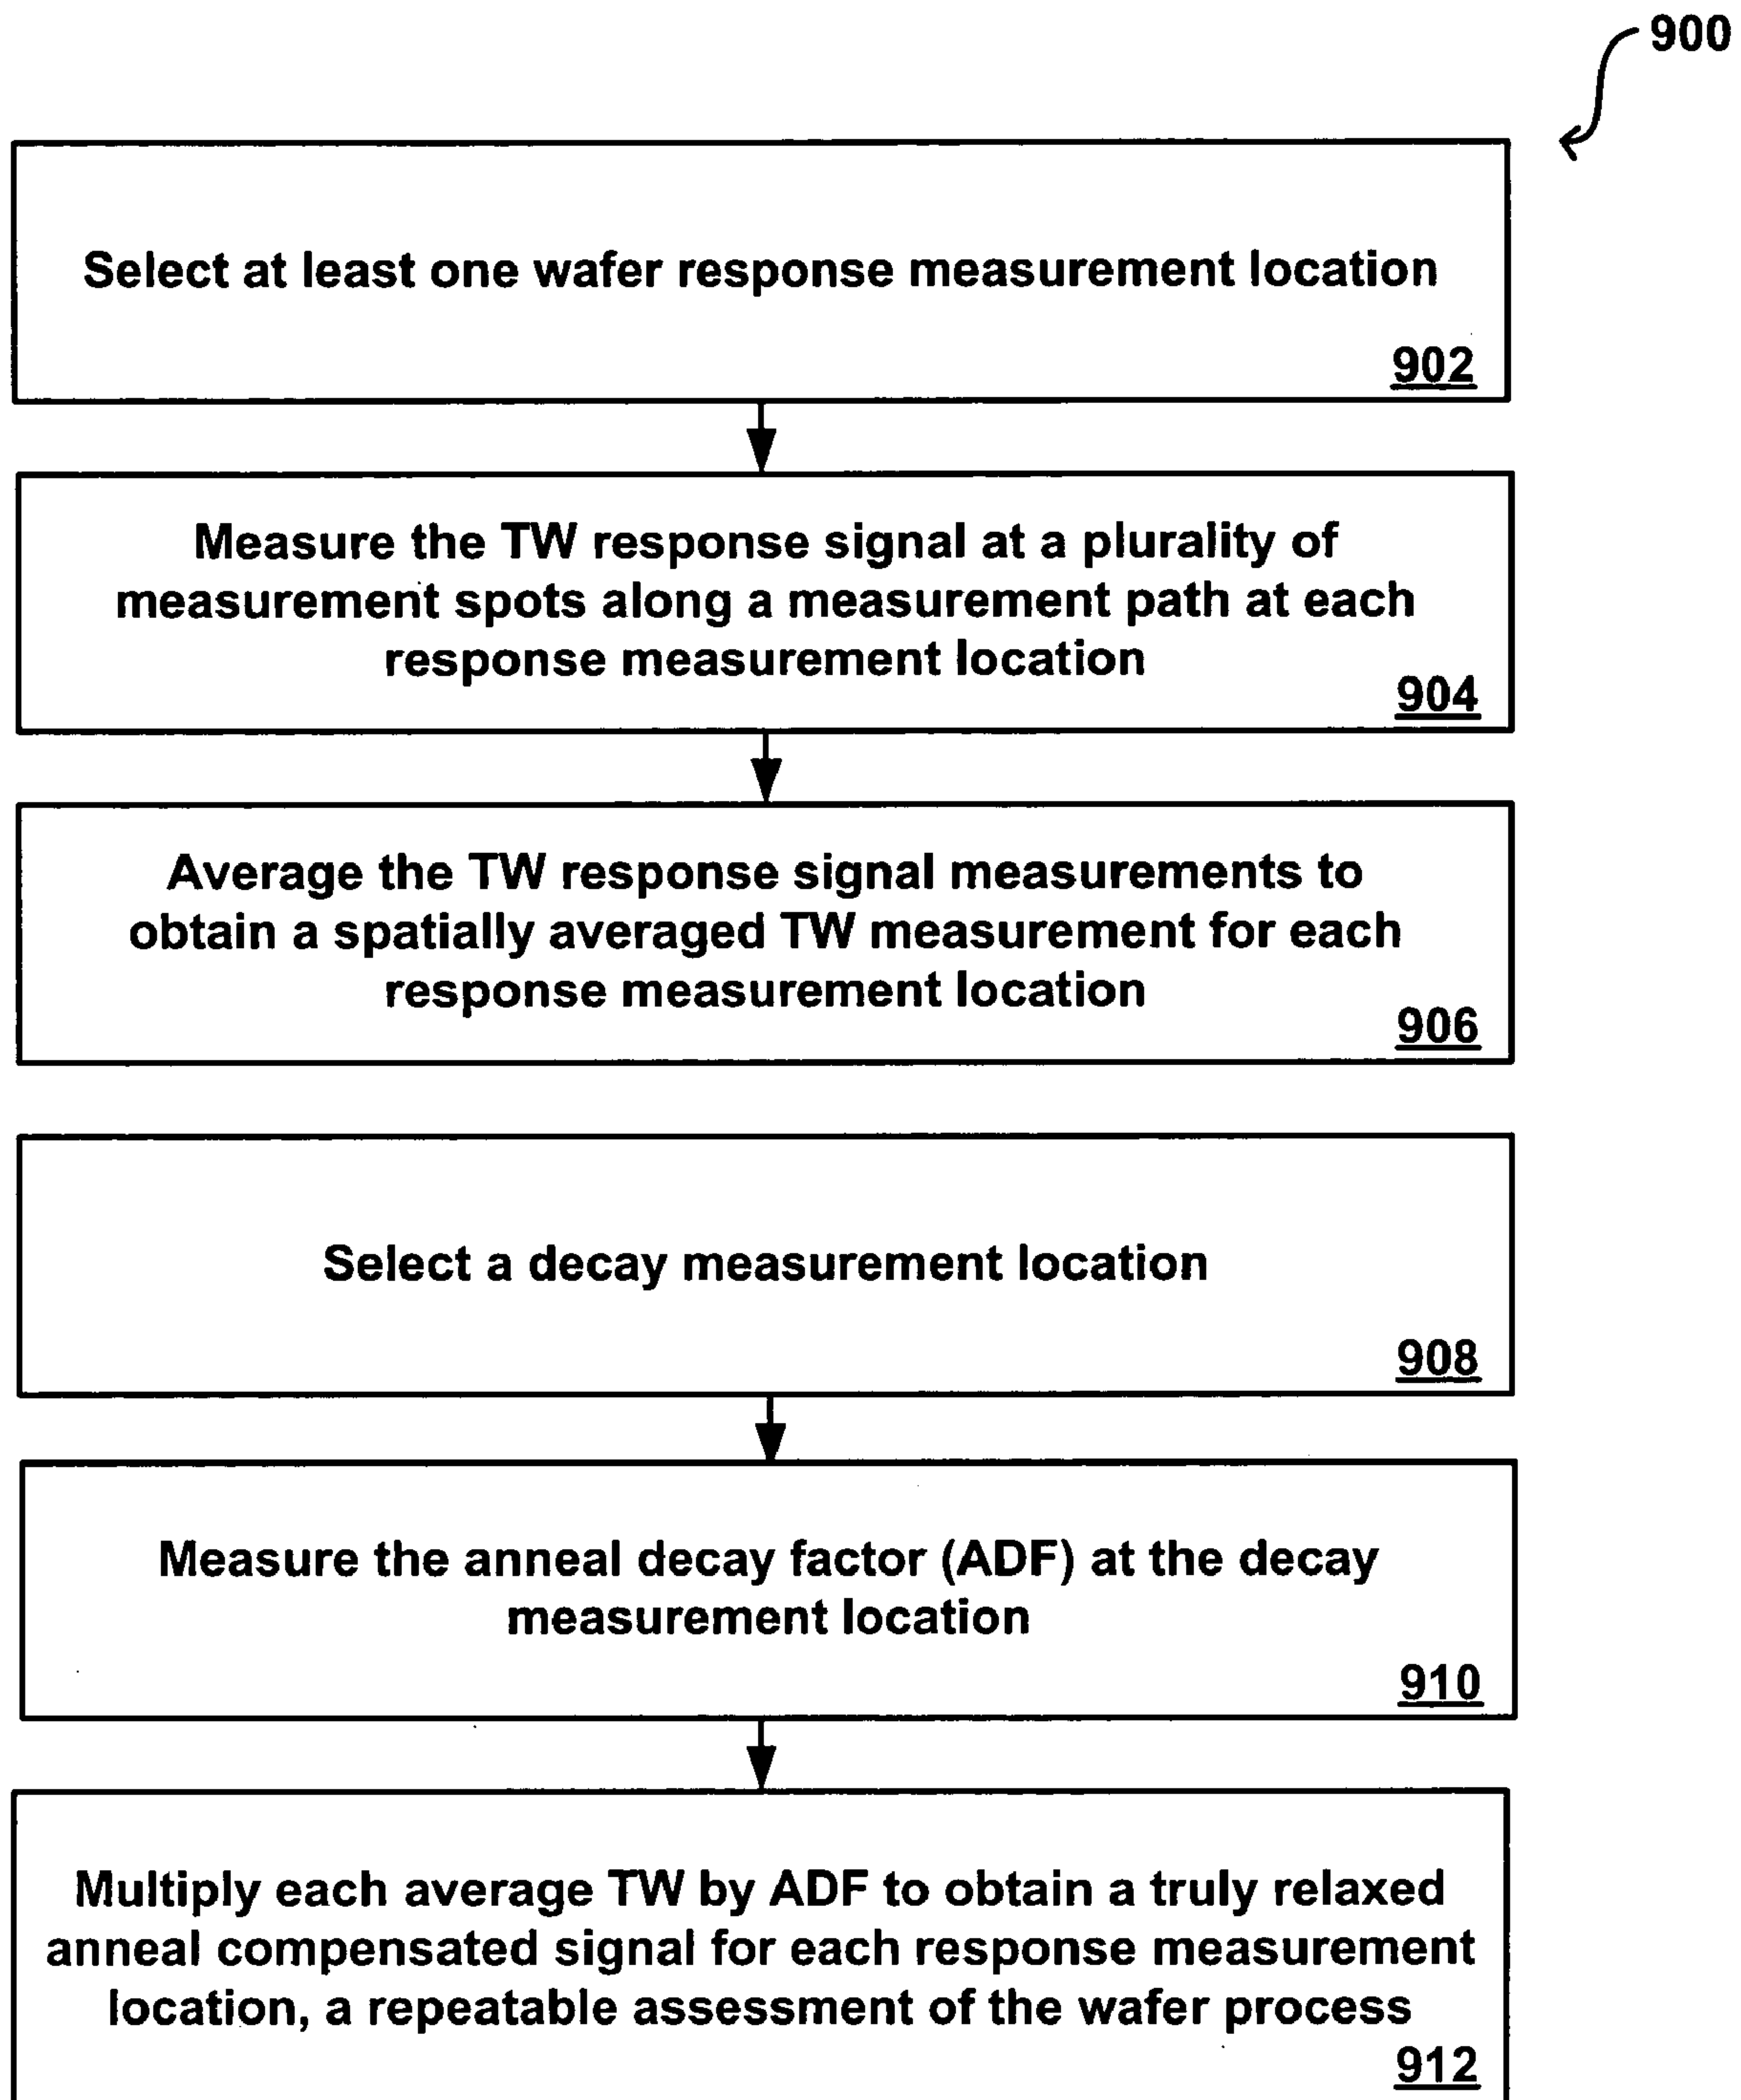 900
Select at least one wafer response measurement location
902
Measure the TW response signal at a plurality of
measurement spots along a measurement path at each
response measurement location
904
Average the TW response signal measurements to
obtain a spatially averaged TW measurement for each
response measurement location
906
Select a decay measurement location
908
Measure the anneal decay factor (ADF) at the decay
measurement location
910
Multiply each average TW by ADF to obtain a truly relaxed
anneal compensated signal for each response measurement
location, a repeatable assessment of the wafer process
912